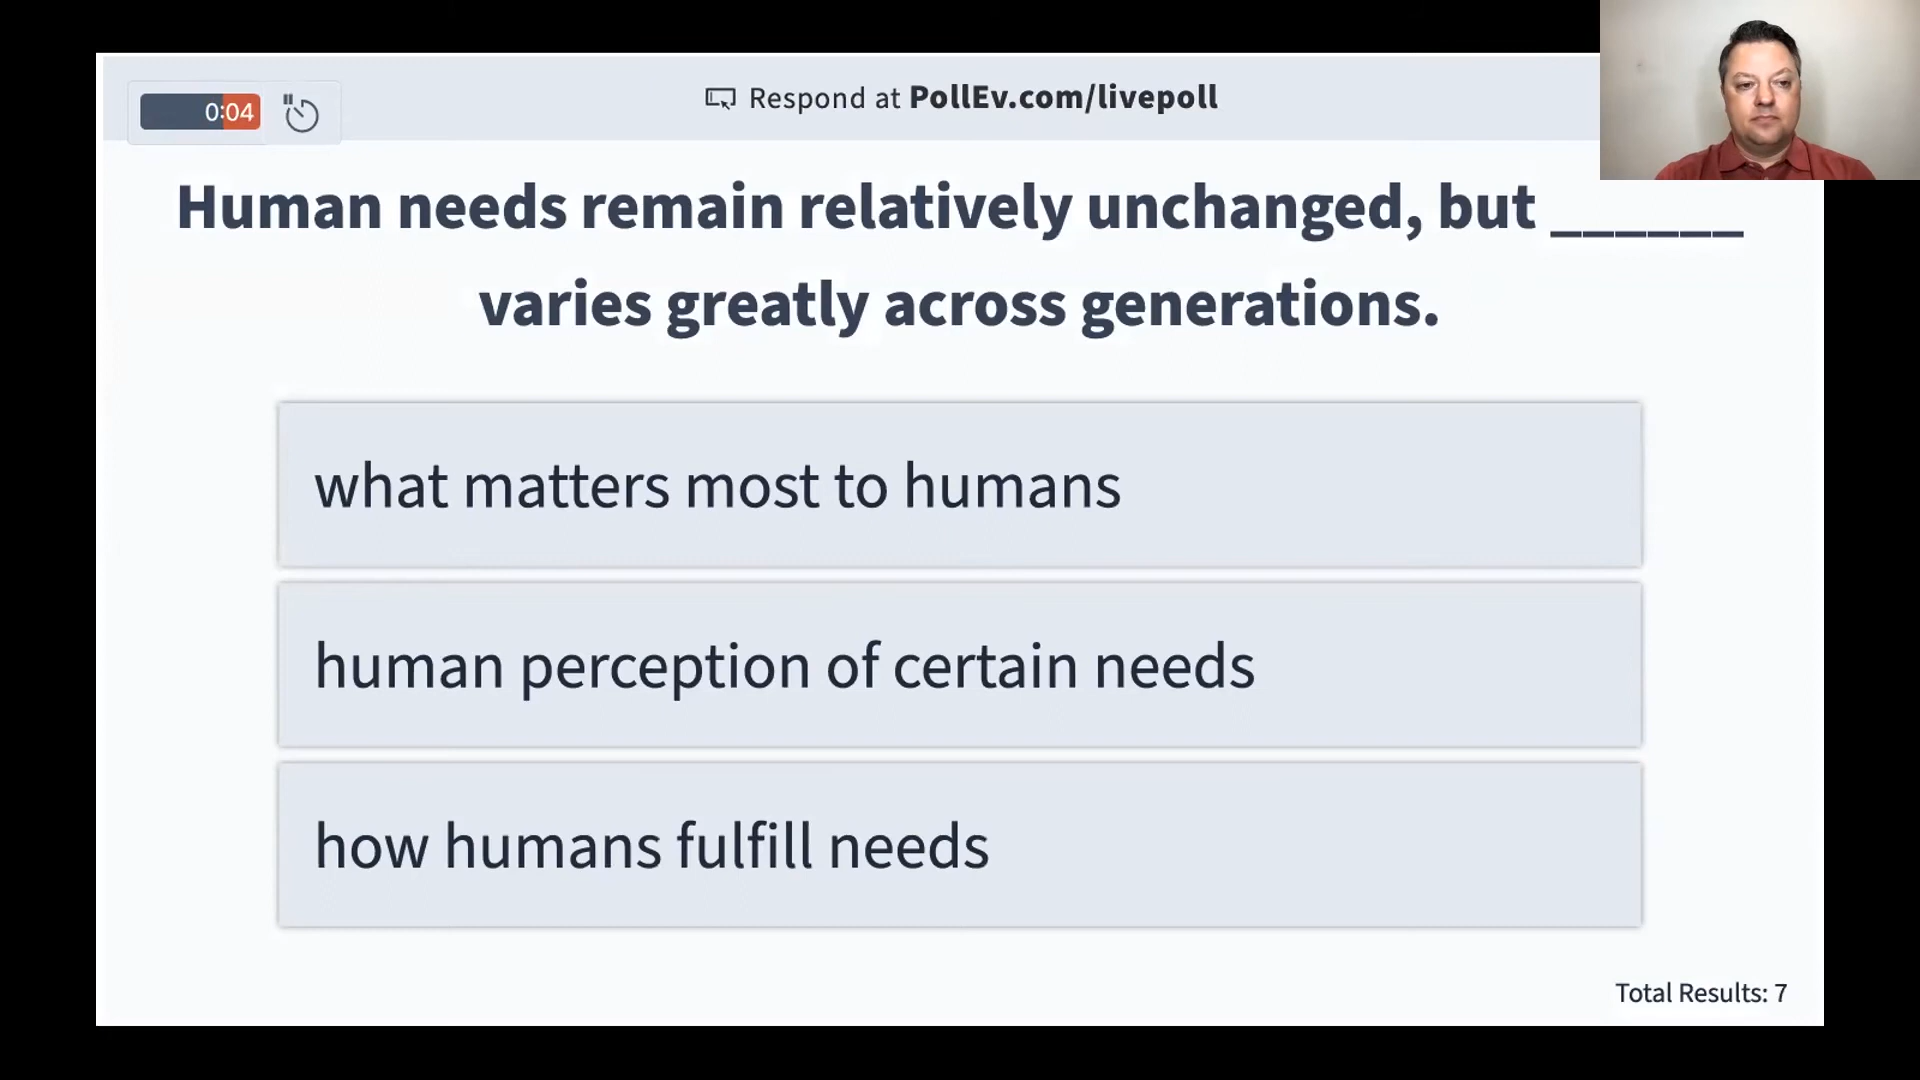 0:04
Respond at PollEv.com/livepoll
Human needs remain relatively unchanged, but ______
varies greatly across generations.
what matters most to humans
human perception of certain needs
how humans fulfill needs
Total Results: 7